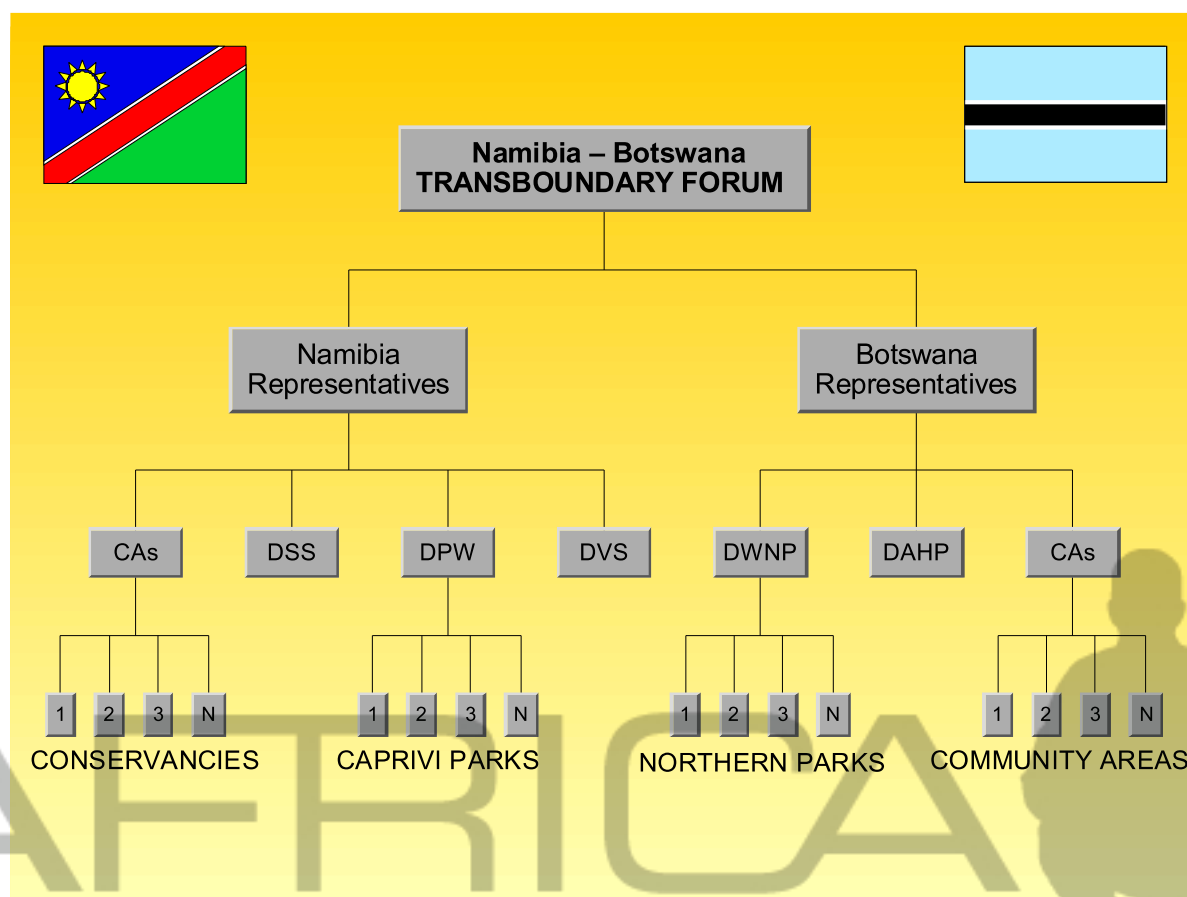 Namibia – Botswana
TRANSBOUNDARY FORUM
Namibia
Representatives
Botswana
Representatives
CAs
DSS
DPW
DVS
DWNP
DAHP
CAs
1 2 3 N
1 2 3 N
1 2 3 N
1 2 3 N
CONSERVANCIES
CAPRIVI PARKS
NORTHERN PARKS
COMMUNITY AREAS
AFRICA